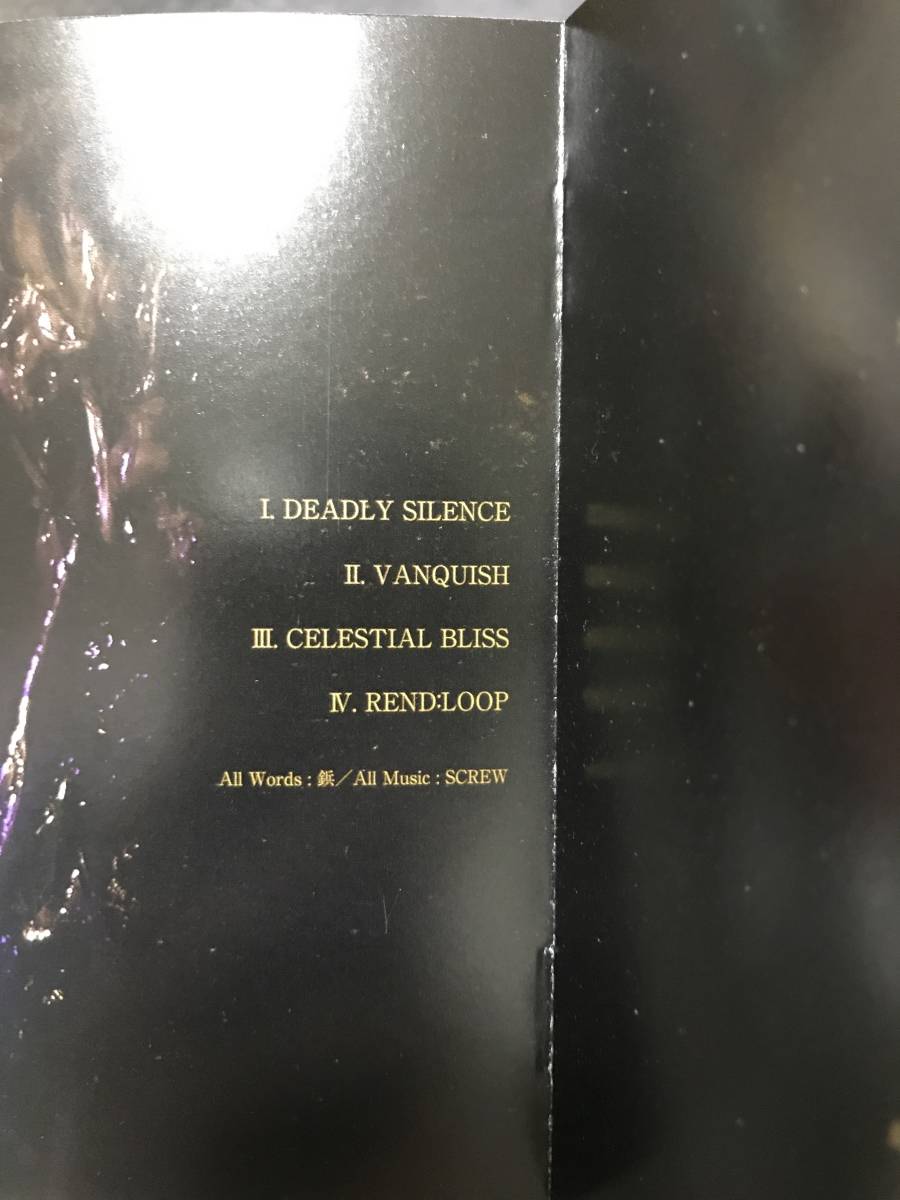 Ⅰ. DEADLY SILENCE
Ⅱ. VANQUISH
Ⅲ. CELESTIAL BLISS
Ⅳ. REND:LOOP
All Words : 鋲／All Music : SCREW